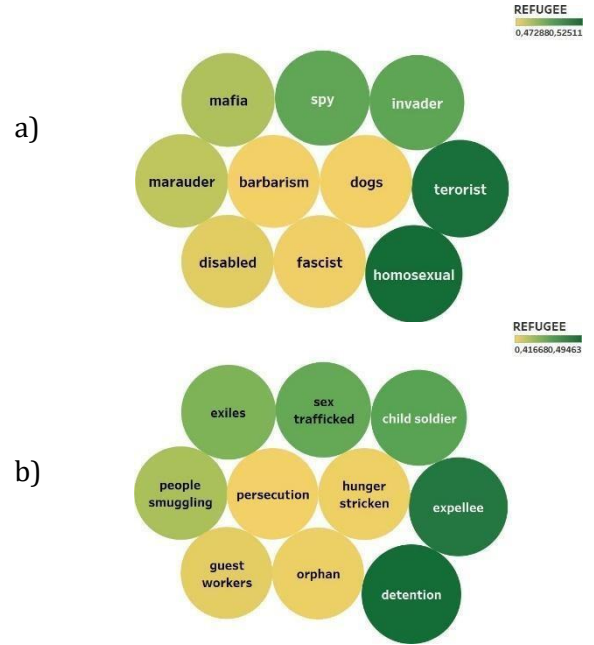 REFUGEE
0,472880,52511
a)
mafia
spy
invader
marauder
barbarism
dogs
terorist
disabled
fascist
homosexual
REFUGEE
0,416680,49463
b)
exiles
sex
trafficked
child soldier
people
smuggling
persecution
hunger
stricken
expellee
guest
workers
orphan
detention